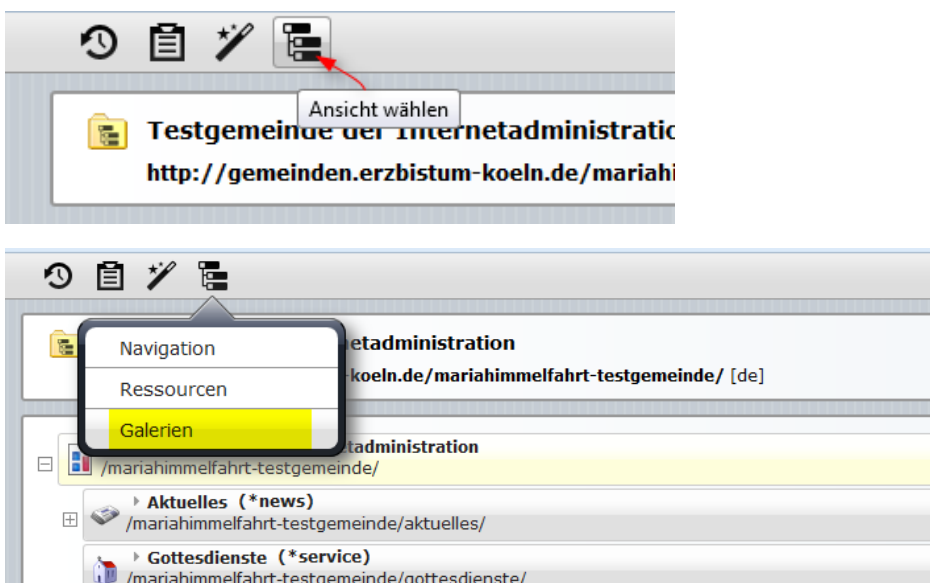 Ansicht wählen
Testgemeinde der Internetadministratio
http://gemeinden.erzbistum-koeln.de/mariahi
Navigation
Ressourcen
Galerien
etadministration
koeln.de/mariahimmelfahrt-testgemeinde/ [de]
etadministration
/mariahimmelfahrt-testgemeinde/
Aktuelles (*news)
/mariahimmelfahrt-testgemeinde/aktuelles/
Gottesdienste (*service)
/mariahimmelfahrt-testgemeinde/gottesdienste/